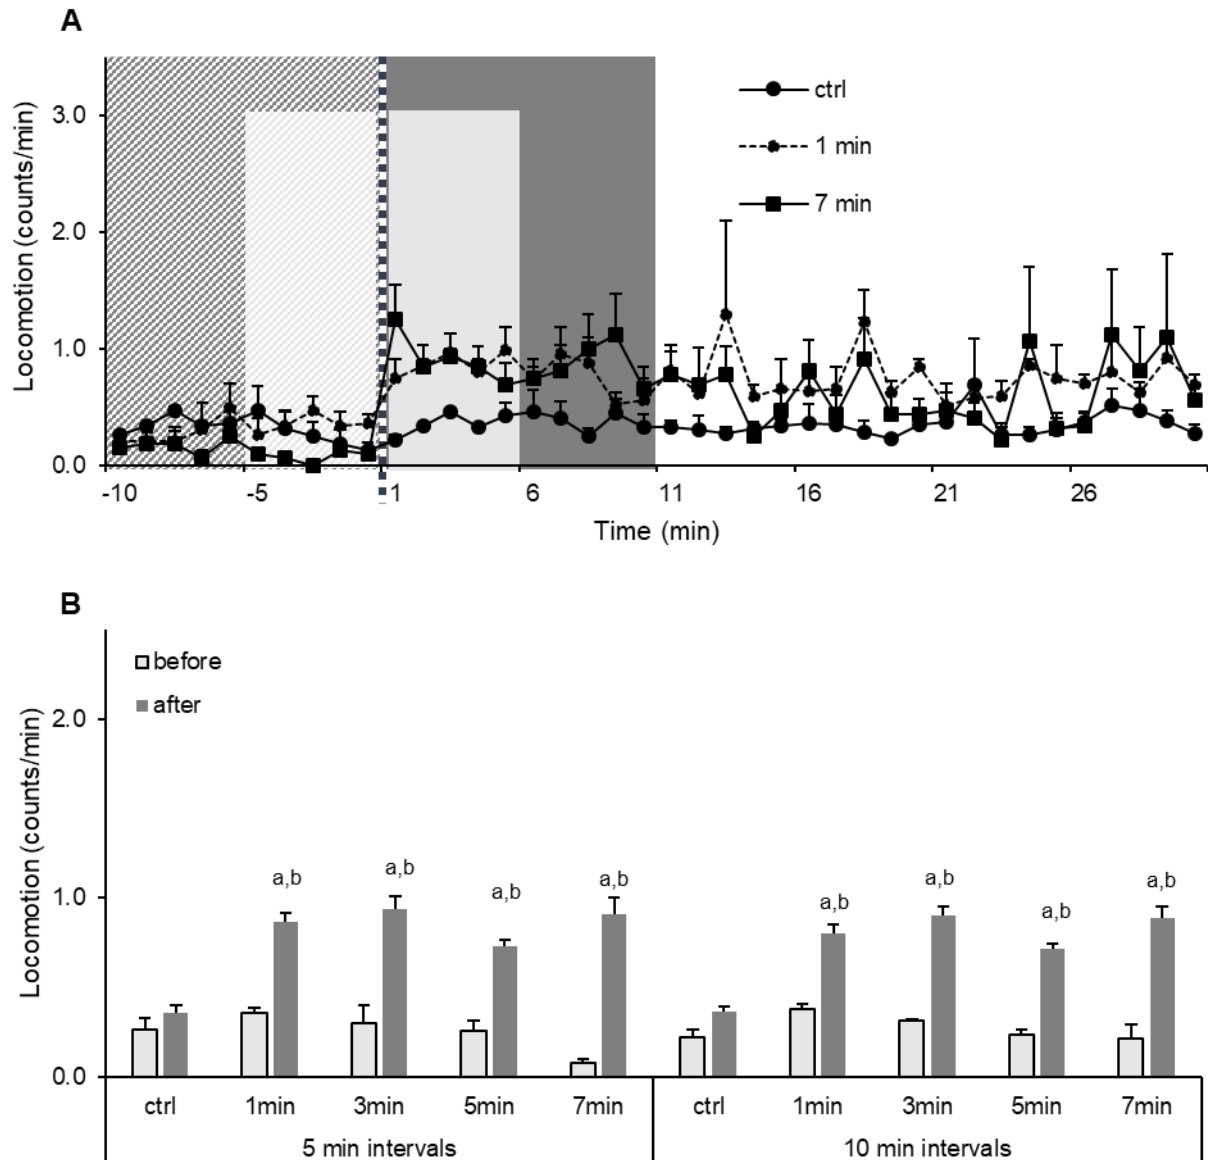 A
Locomotion (counts/min)
3.0
2.0
1.0
0.0
ctrl
1 min
7 min
-10 -5 1 6 11 16 21 26
Time (min)
B
Locomotion (counts/min)
2.0
1.0
0.0
before
after
a,b a,b a,b a,b a,b a,b a,b a,b
ctrl 1min 3min 5min 7min ctrl 1min 3min 5min 7min
5 min intervals 10 min intervals